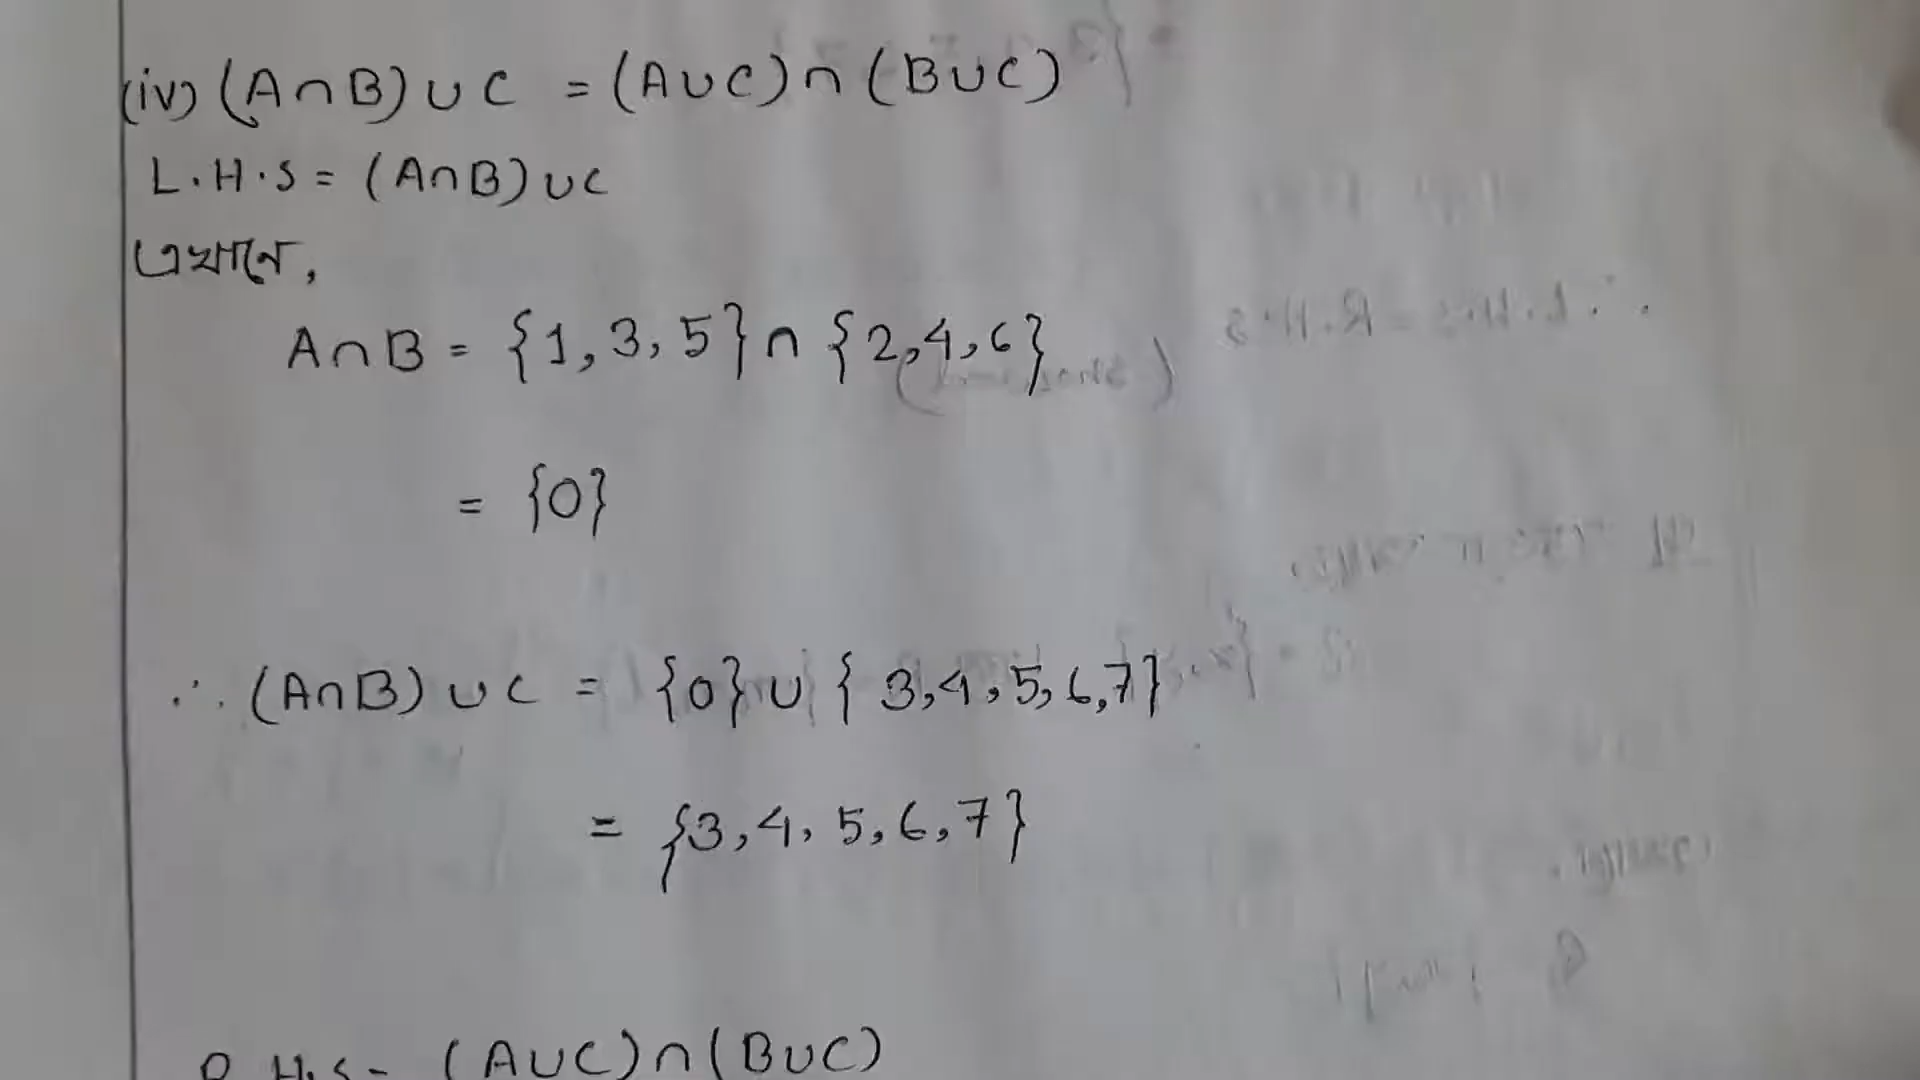 (iv) (A∩B)∪C = (A∪C)∩(B∪C)
L.H.S = (A∩B)∪C
এখানে,
A∩B = {1,3,5}∩{2,4,6}
= {0}
∴ (A∩B)∪C = {0}∪{3,4,5,6,7}
= {3,4,5,6,7}
R.H.S = (A∪C)∩(B∪C)